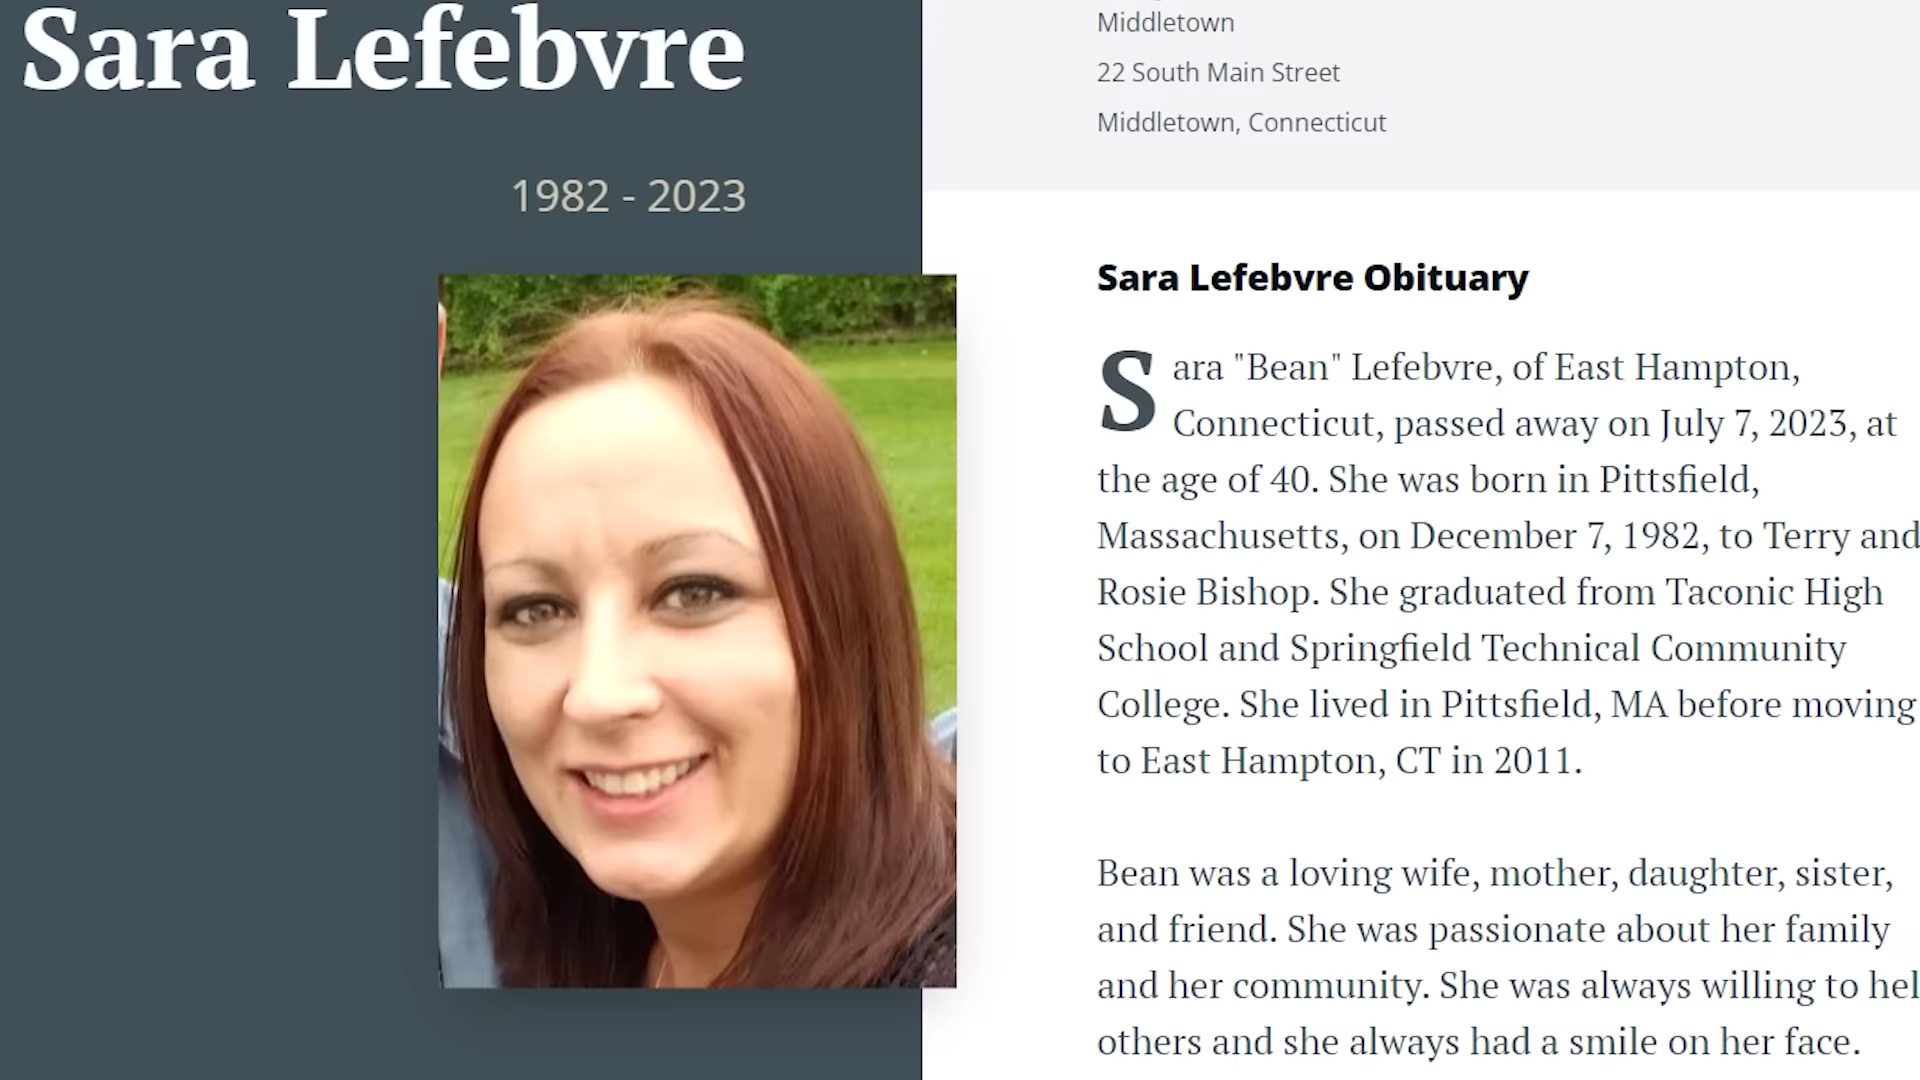 Sara Lefebvre
1982 - 2023
Middletown
22 South Main Street
Middletown, Connecticut
Sara Lefebvre Obituary
Sara "Bean" Lefebvre, of East Hampton,
Connecticut, passed away on July 7, 2023, at
the age of 40. She was born in Pittsfield,
Massachusetts, on December 7, 1982, to Terry and
Rosie Bishop. She graduated from Taconic High
School and Springfield Technical Community
College. She lived in Pittsfield, MA before moving
to East Hampton, CT in 2011.
Bean was a loving wife, mother, daughter, sister,
and friend. She was passionate about her family
and her community. She was always willing to hel
others and she always had a smile on her face.